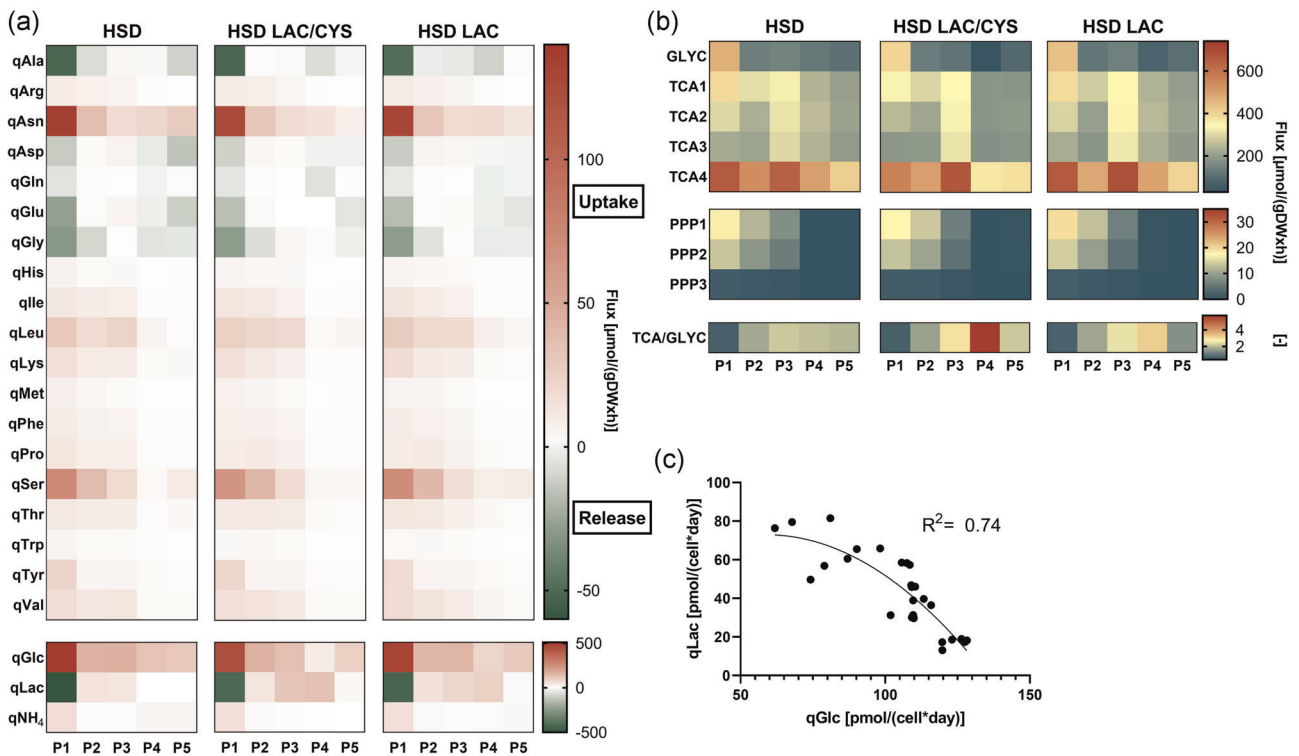 (a)
HSD
HSD LAC/CYS
HSD LAC
qAla
qArg
qAsn
qAsp
qGln
qGlu
qGly
qHis
qIle
qLeu
qLys
qMet
qPhe
qPro
qSer
qThr
qTrp
qTyr
qVal
100
50
0
-50
Uptake
Flux [µmol/(gDWxh)]
Release
qGlc
qLac
qNH₄
500
0
-500
P1 P2 P3 P4 P5
P1 P2 P3 P4 P5
P1 P2 P3 P4 P5
(b)
HSD
HSD LAC/CYS
HSD LAC
GLYC
TCA1
TCA2
TCA3
TCA4
600
400
200
Flux [µmol/(gDWxh)]
PPP1
PPP2
PPP3
30
20
10
0
TCA/GLYC
4
2
[-]
P1 P2 P3 P4 P5
P1 P2 P3 P4 P5
P1 P2 P3 P4 P5
(c)
qLac [pmol/(cell*day)]
100
80
60
40
20
0
R²= 0.74
50 100 150
qGlc [pmol/(cell*day)]